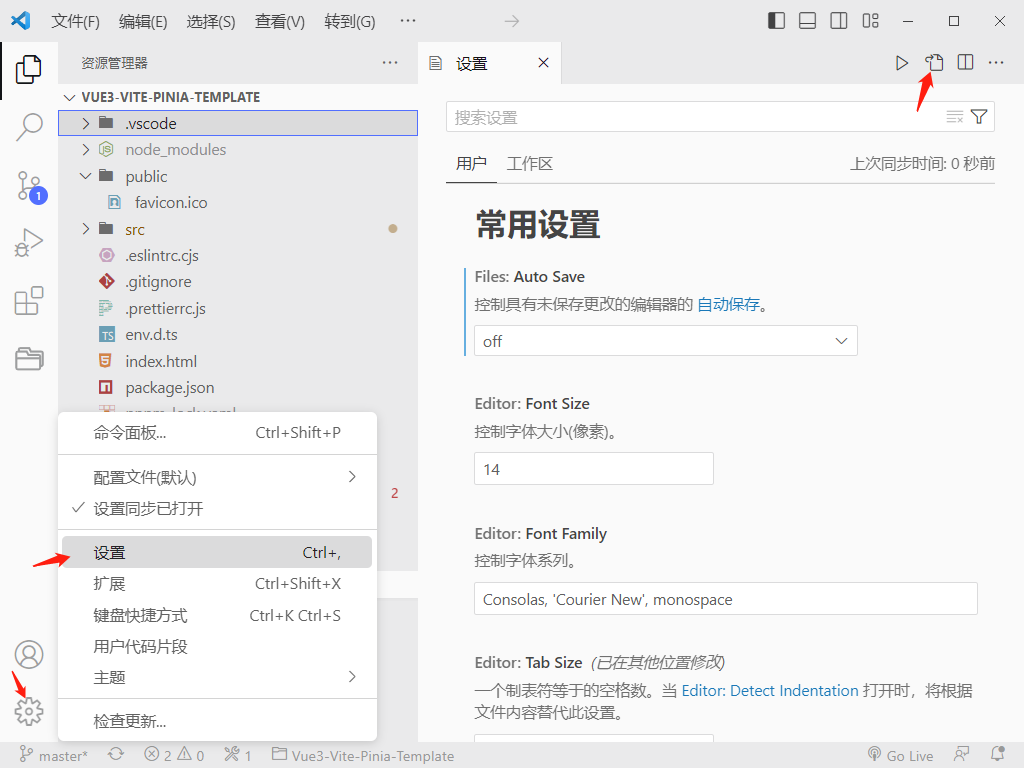 文件(F) 编辑(E) 选择(S) 查看(V) 转到(G) ···
资源管理器 ···
VUE3-VITE-PINIA-TEMPLATE
.vscode
node_modules
public
favicon.ico
src
.eslintrc.cjs
.gitignore
.prettierrc.js
env.d.ts
index.html
package.json
2
命令面板... Ctrl+Shift+P
配置文件(默认)
设置同步已打开
设置 Ctrl+,
扩展 Ctrl+Shift+X
键盘快捷方式 Ctrl+K Ctrl+S
用户代码片段
主题
检查更新...
1
设置
搜索设置
用户 工作区 上次同步时间: 0 秒前
常用设置
Files: Auto Save
控制具有未保存更改的编辑器的 自动保存。
off
Editor: Font Size
控制字体大小(像素)。
14
Editor: Font Family
控制字体系列。
Consolas, 'Courier New', monospace
Editor: Tab Size (已在其他位置修改)
一个制表符等于的空格数。当 Editor: Detect Indentation 打开时，将根据
文件内容替代此设置。
master* 2 0 1 Vue3-Vite-Pinia-Template Go Live